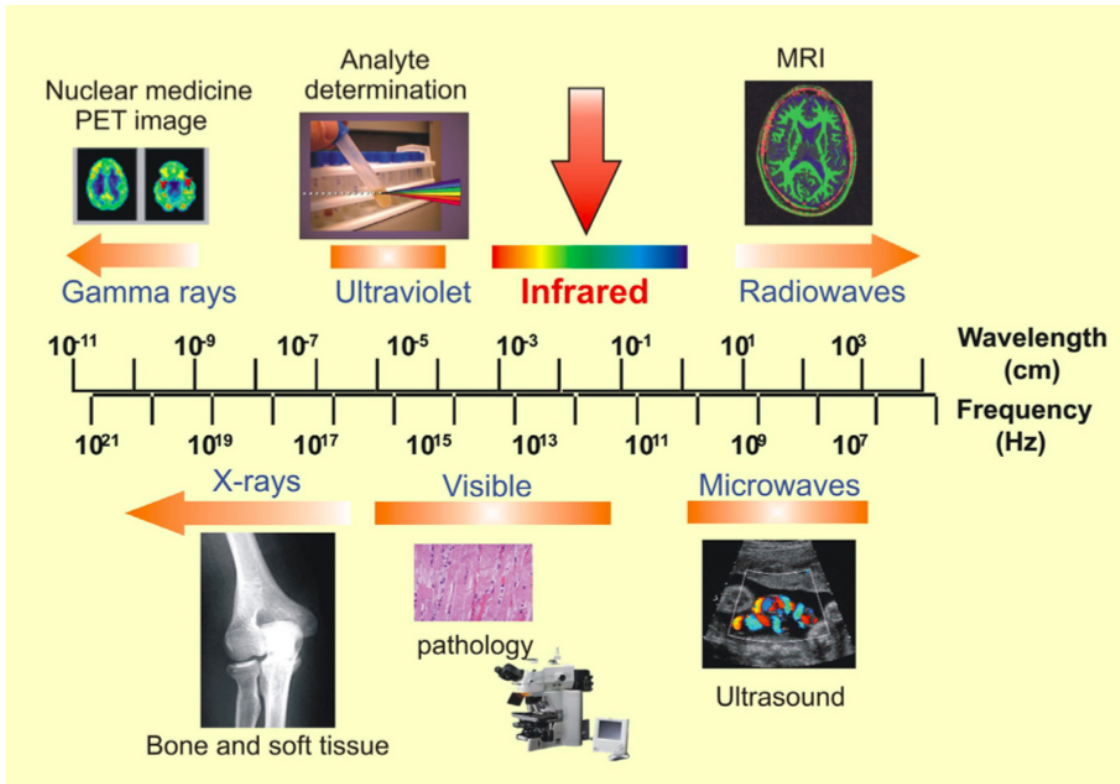 Nuclear medicine
PET image
Analyte
determination
MRI
Gamma rays
Ultraviolet
Infrared
Radiowaves
10-11 10-9 10-7 10-5 10-3 10-1 101 103
Wavelength
(cm)
1021 1019 1017 1015 1013 1011 109 107
Frequency
(Hz)
X-rays
Visible
Microwaves
pathology
Ultrasound
Bone and soft tissue